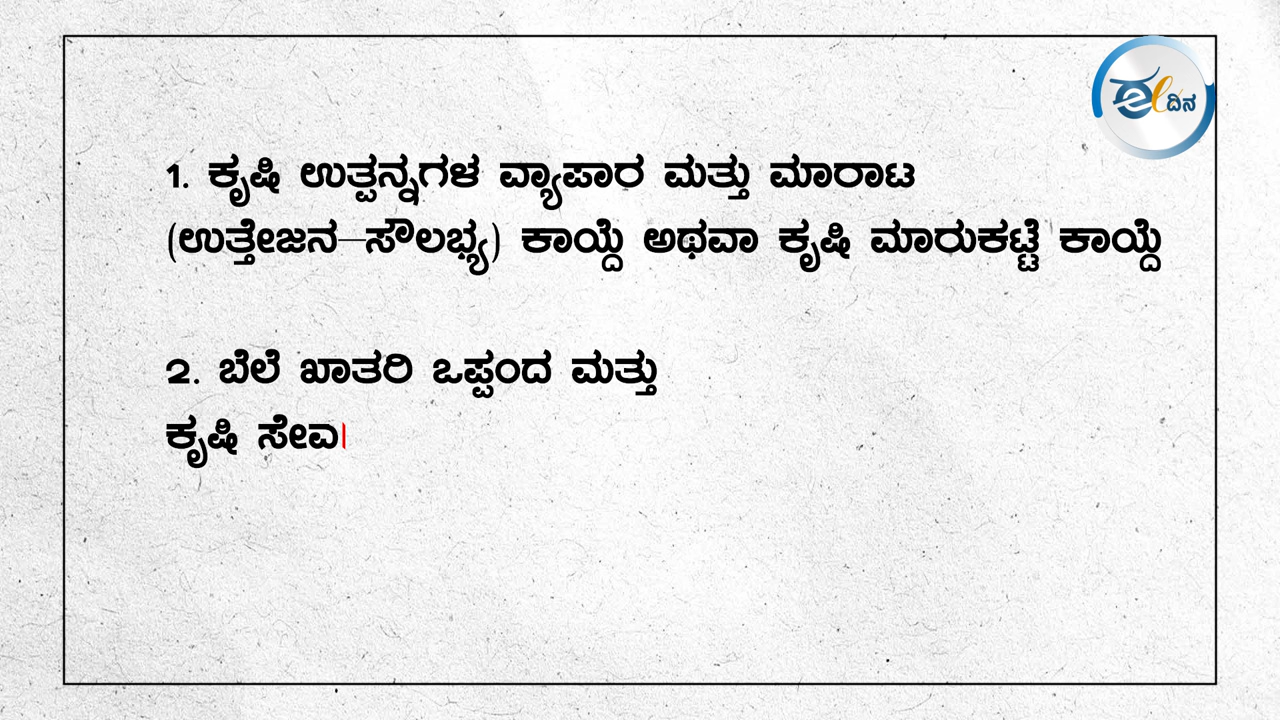 ದಿನ
1. ಕೃಷಿ ಉತ್ಪನ್ನಗಳ ವ್ಯಾಪಾರ ಮತ್ತು ಮಾರಾಟ
(ಉತ್ತೇಜನ–ಸೌಲಭ್ಯ) ಕಾಯ್ದೆ ಅಥವಾ ಕೃಷಿ ಮಾರುಕಟ್ಟೆ ಕಾಯ್ದೆ
2. ಬೆಲೆ ಖಾತರಿ ಒಪ್ಪಂದ ಮತ್ತು
ಕೃಷಿ ಸೇವ